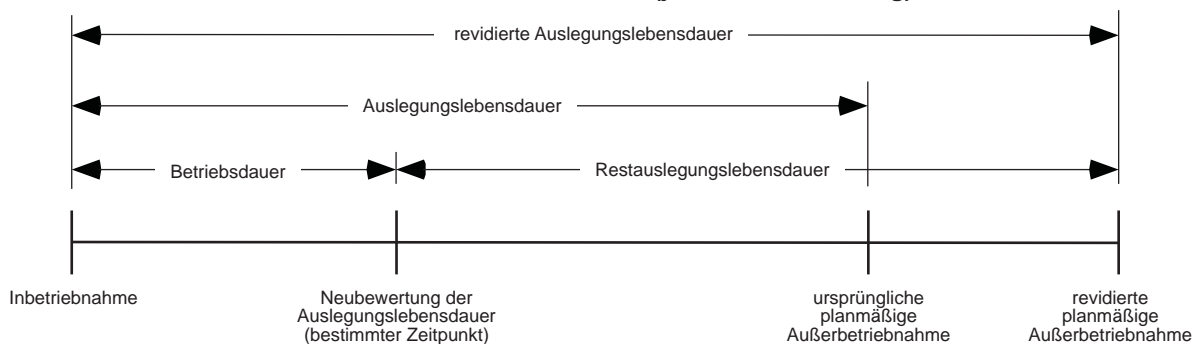 revidierte Auslegungslebensdauer
Auslegungslebensdauer
Betriebsdauer
Restauslegungslebensdauer
Inbetriebnahme
Neubewertung der
Auslegungslebensdauer
(bestimmter Zeitpunkt)
ursprüngliche
planmäßige
Außerbetriebnahme
revidierte
planmäßige
Außerbetriebnahme